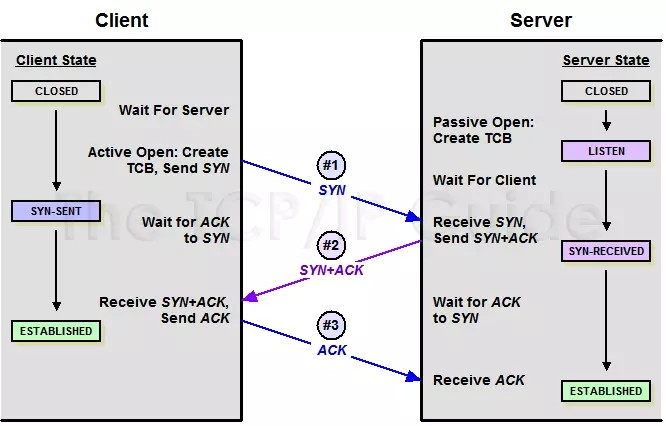 Client
Server
Client State
CLOSED
Wait For Server
Active Open: Create
TCB, Send SYN
SYN-SENT
Wait for ACK
to SYN
Receive SYN+ACK,
Send ACK
ESTABLISHED
#1
SYN
#2
SYN+ACK
#3
ACK
Server State
CLOSED
Passive Open:
Create TCB
LISTEN
Wait For Client
Receive SYN,
Send SYN+ACK
SYN-RECEIVED
Wait for ACK
to SYN
Receive ACK
ESTABLISHED
The TCP/IP Guide